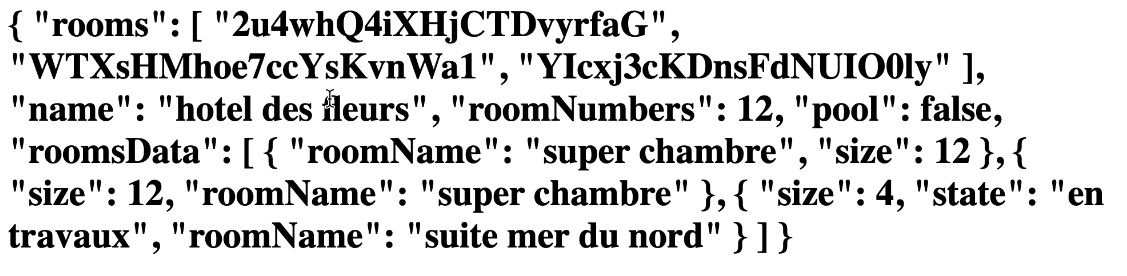 { "rooms": [ "2u4whQ4iXHjCTDvyrfaG",
"WTXsHMhoe7ccYsKvnWa1", "YIcxj3cKDnsFdNUIO0ly" ],
"name": "hotel des fleurs", "roomNumbers": 12, "pool": false,
"roomsData": [ { "roomName": "super chambre", "size": 12 }, {
"size": 12, "roomName": "super chambre" }, { "size": 4, "state": "en
travaux", "roomName": "suite mer du nord" } ] }